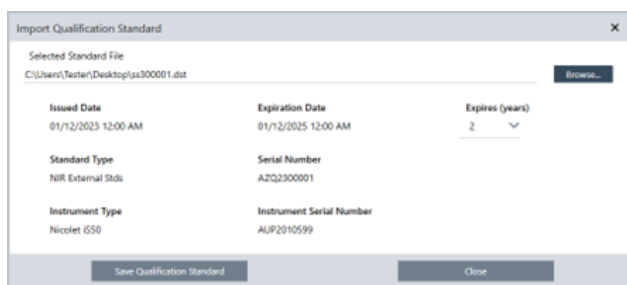 Import Qualification Standard
Selected Standard File
C:\Users\Tester\Desktop\ss300001.dst
Browse...
Issued Date Expiration Date Expires (years)
01/12/2023 12:00 AM 01/12/2025 12:00 AM 2
Standard Type Serial Number
NIR External Stds AZQ2300001
Instrument Type Instrument Serial Number
Nicolet iS50 AUP2010599
Save Qualification Standard Close